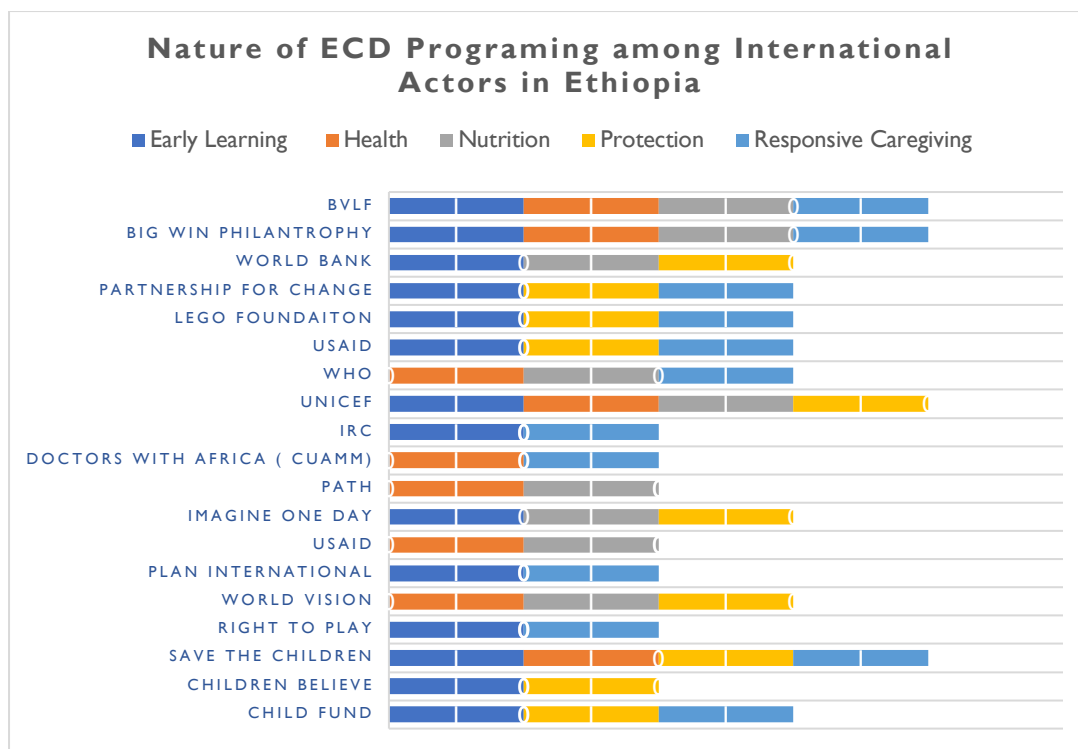 Nature of ECD Programing among International
Actors in Ethiopia
Early Learning Health Nutrition Protection Responsive Caregiving
BVLF
BIG WIN PHILANTROPHY
WORLD BANK
PARTNERSHIP FOR CHANGE
LEGO FOUNDAITON
USAID
WHO
UNICEF
IRC
DOCTORS WITH AFRICA ( CUAMM)
PATH
IMAGINE ONE DAY
USAID
PLAN INTERNATIONAL
WORLD VISION
RIGHT TO PLAY
SAVE THE CHILDREN
CHILDREN BELIEVE
CHILD FUND